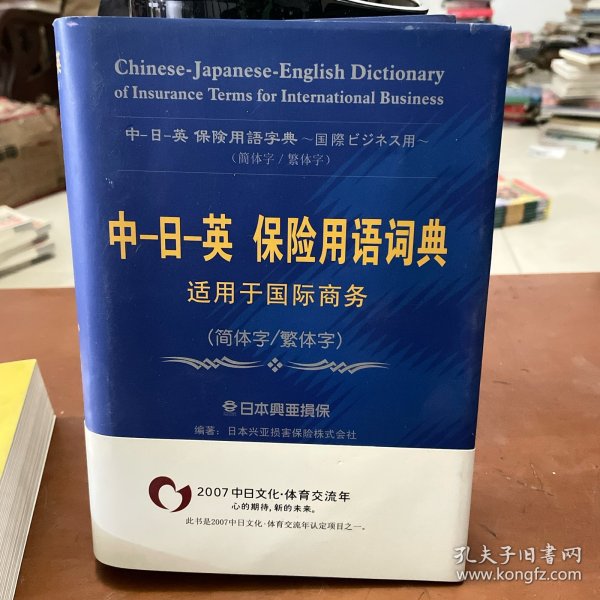 Chinese-Japanese-English Dictionary
of Insurance Terms for International Business
中-日-英 保険用語字典 ~国際ビジネス用~
(簡体字/繁体字)
中-日-英 保险用语词典
适用于国际商务
(简体字/繁体字)
日本興亜損保
编著：日本兴亚损害保险株式会社
2007中日文化·体育交流年
心的期待，新的未来。
此书是2007中日文化·体育交流年认定项目之一。
孔夫子旧书网
www.kongfz.com